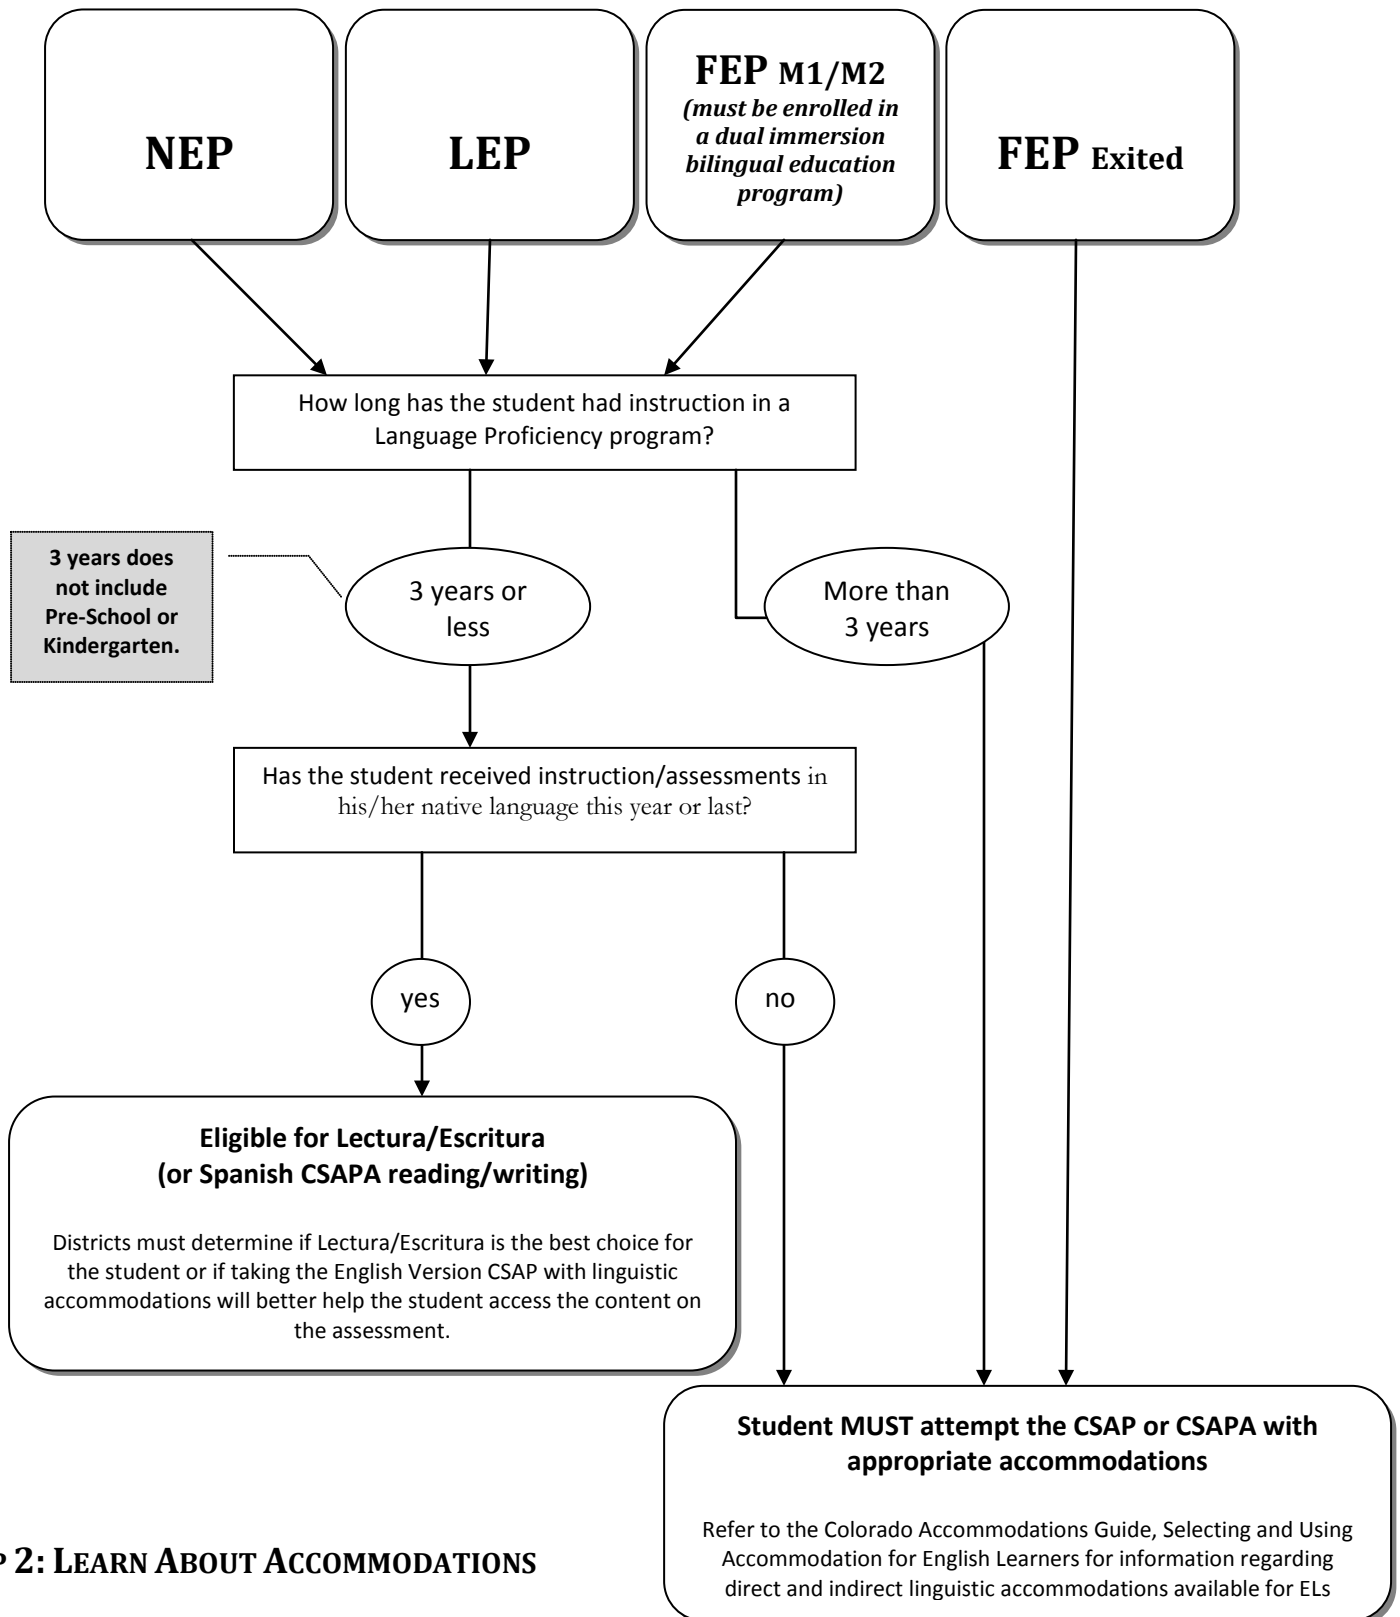 NEP
LEP
FEP M1/M2
(must be enrolled in
a dual immersion
bilingual education
program)
FEP Exited
How long has the student had instruction in a
Language Proficiency program?
3 years does
not include
Pre-School or
Kindergarten.
3 years or
less
More than
3 years
Has the student received instruction/assessments in
his/her native language this year or last?
yes
no
Eligible for Lectura/Escritura
(or Spanish CSAPA reading/writing)
Districts must determine if Lectura/Escritura is the best choice for
the student or if taking the English Version CSAP with linguistic
accommodations will better help the student access the content on
the assessment.
Student MUST attempt the CSAP or CSAPA with
appropriate accommodations
Refer to the Colorado Accommodations Guide, Selecting and Using
Accommodation for English Learners for information regarding
direct and indirect linguistic accommodations available for ELs
2: LEARN ABOUT ACCOMMODATIONS